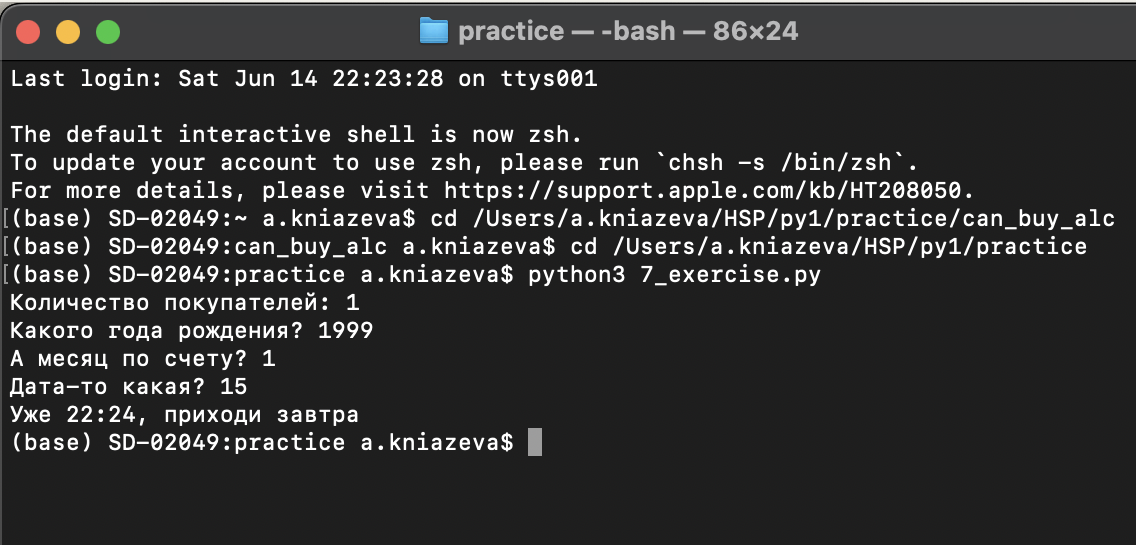 practice — -bash — 86×24
Last login: Sat Jun 14 22:23:28 on ttys001
The default interactive shell is now zsh.
To update your account to use zsh, please run `chsh -s /bin/zsh`.
For more details, please visit https://support.apple.com/kb/HT208050.
[(base) SD-02049:~ a.kniazeva$ cd /Users/a.kniazeva/HSP/py1/practice/can_buy_alc
[(base) SD-02049:can_buy_alc a.kniazeva$ cd /Users/a.kniazeva/HSP/py1/practice
[(base) SD-02049:practice a.kniazeva$ python3 7_exercise.py
Количество покупателей: 1
Какого года рождения? 1999
А месяц по счету? 1
Дата-то какая? 15
Уже 22:24, приходи завтра
(base) SD-02049:practice a.kniazeva$